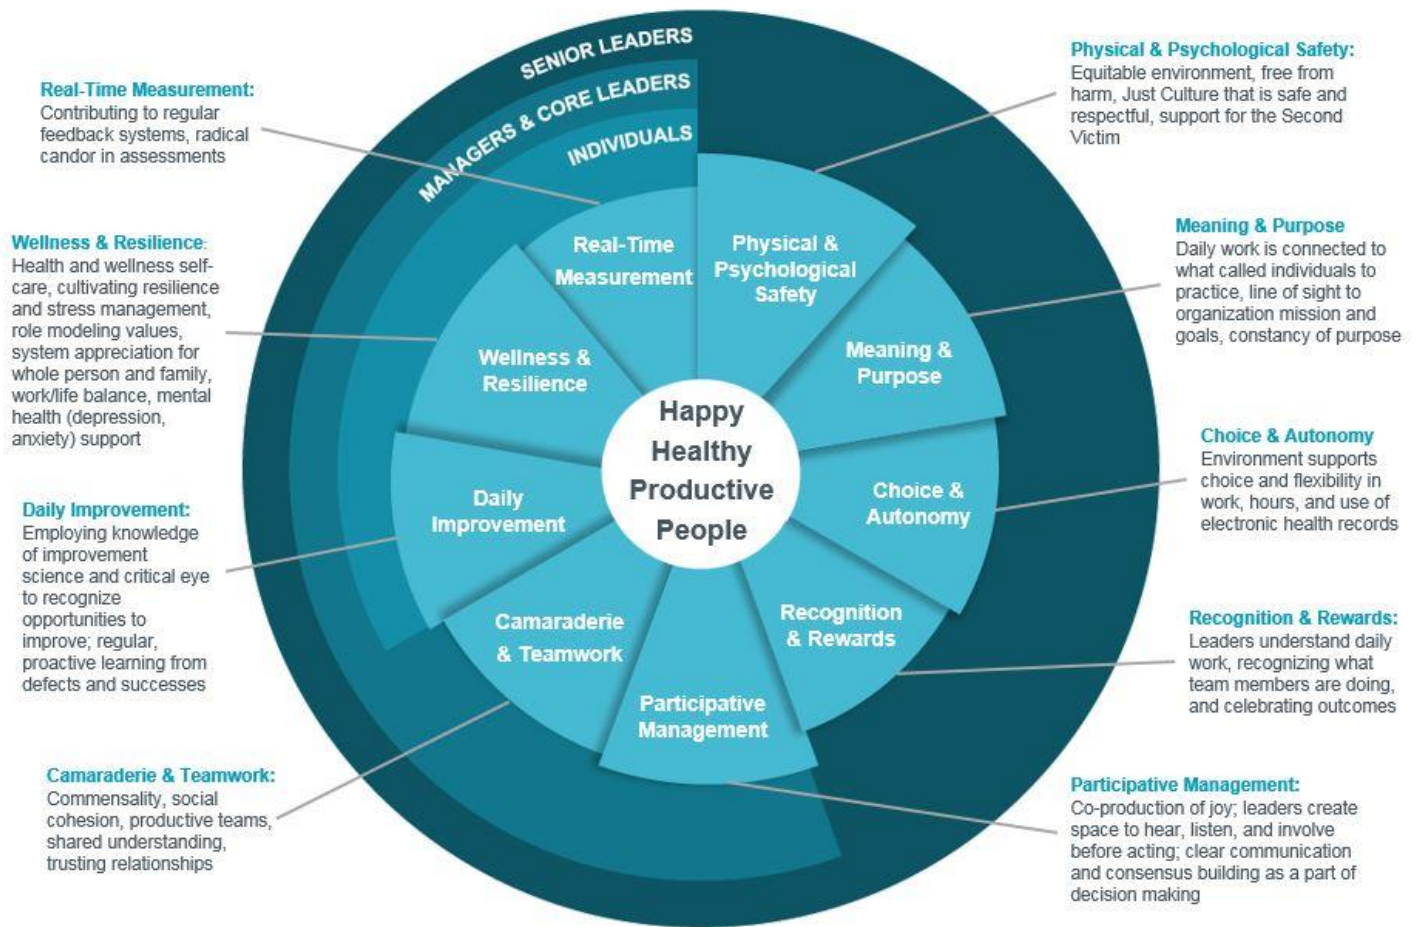 SENIOR LEADERS
MANAGERS & CORE LEADERS
INDIVIDUALS
Real-Time
Measurement
Physical &
Psychological
Safety
Meaning &
Purpose
Choice &
Autonomy
Recognition
& Rewards
Participative
Management
Camaraderie
& Teamwork
Daily
Improvement
Wellness &
Resilience
Happy
Healthy
Productive
People
Physical & Psychological Safety:
Equitable environment, free from
harm, Just Culture that is safe and
respectful, support for the Second
Victim
Meaning & Purpose
Daily work is connected to
what called individuals to
practice, line of sight to
organization mission and
goals, constancy of purpose
Choice & Autonomy
Environment supports
choice and flexibility in
work, hours, and use of
electronic health records
Recognition & Rewards:
Leaders understand daily
work, recognizing what
team members are doing,
and celebrating outcomes
Participative Management:
Co-production of joy; leaders create
space to hear, listen, and involve
before acting; clear communication
and consensus building as a part of
decision making
Camaraderie & Teamwork:
Commensality, social
cohesion, productive teams,
shared understanding,
trusting relationships
Daily Improvement:
Employing knowledge
of improvement
science and critical eye
to recognize
opportunities to
improve; regular,
proactive learning from
defects and successes
Wellness & Resilience:
Health and wellness self-
care, cultivating resilience
and stress management,
role modeling values,
system appreciation for
whole person and family,
work/life balance, mental
health (depression,
anxiety) support
Real-Time Measurement:
Contributing to regular
feedback systems, radical
candor in assessments